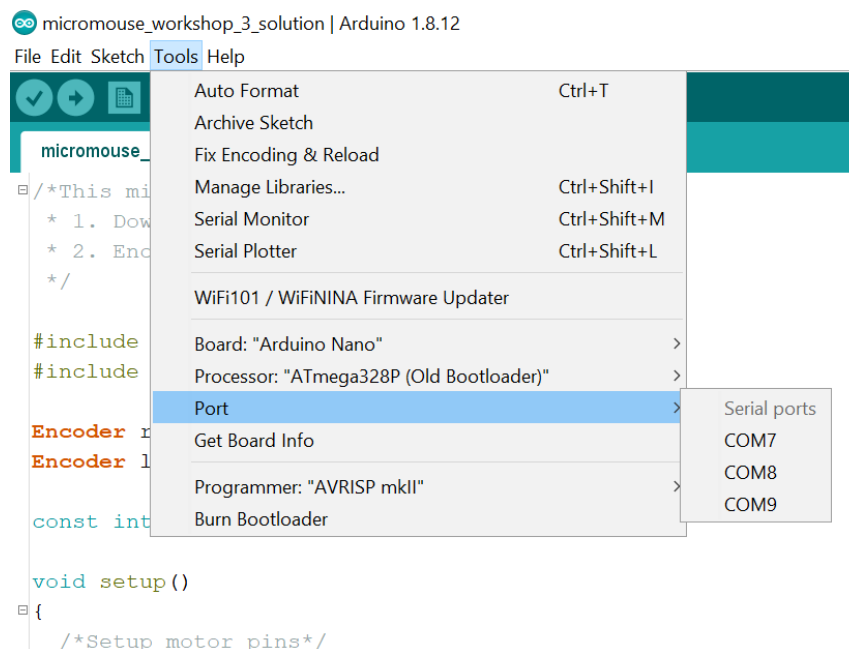 micromouse_workshop_3_solution | Arduino 1.8.12
File Edit Sketch Tools Help
Auto Format Ctrl+T
Archive Sketch
Fix Encoding & Reload
Manage Libraries... Ctrl+Shift+I
Serial Monitor Ctrl+Shift+M
Serial Plotter Ctrl+Shift+L
WiFi101 / WiFiNINA Firmware Updater
Board: "Arduino Nano"
Processor: "ATmega328P (Old Bootloader)"
Port
Get Board Info
Programmer: "AVRISP mkII"
Burn Bootloader
Serial ports
COM7
COM8
COM9
micromouse_
/*This mi
* 1. Dow
* 2. Enc
*/
#include
#include
Encoder r
Encoder l
const int
void setup()
{
/*Setup motor pins*/